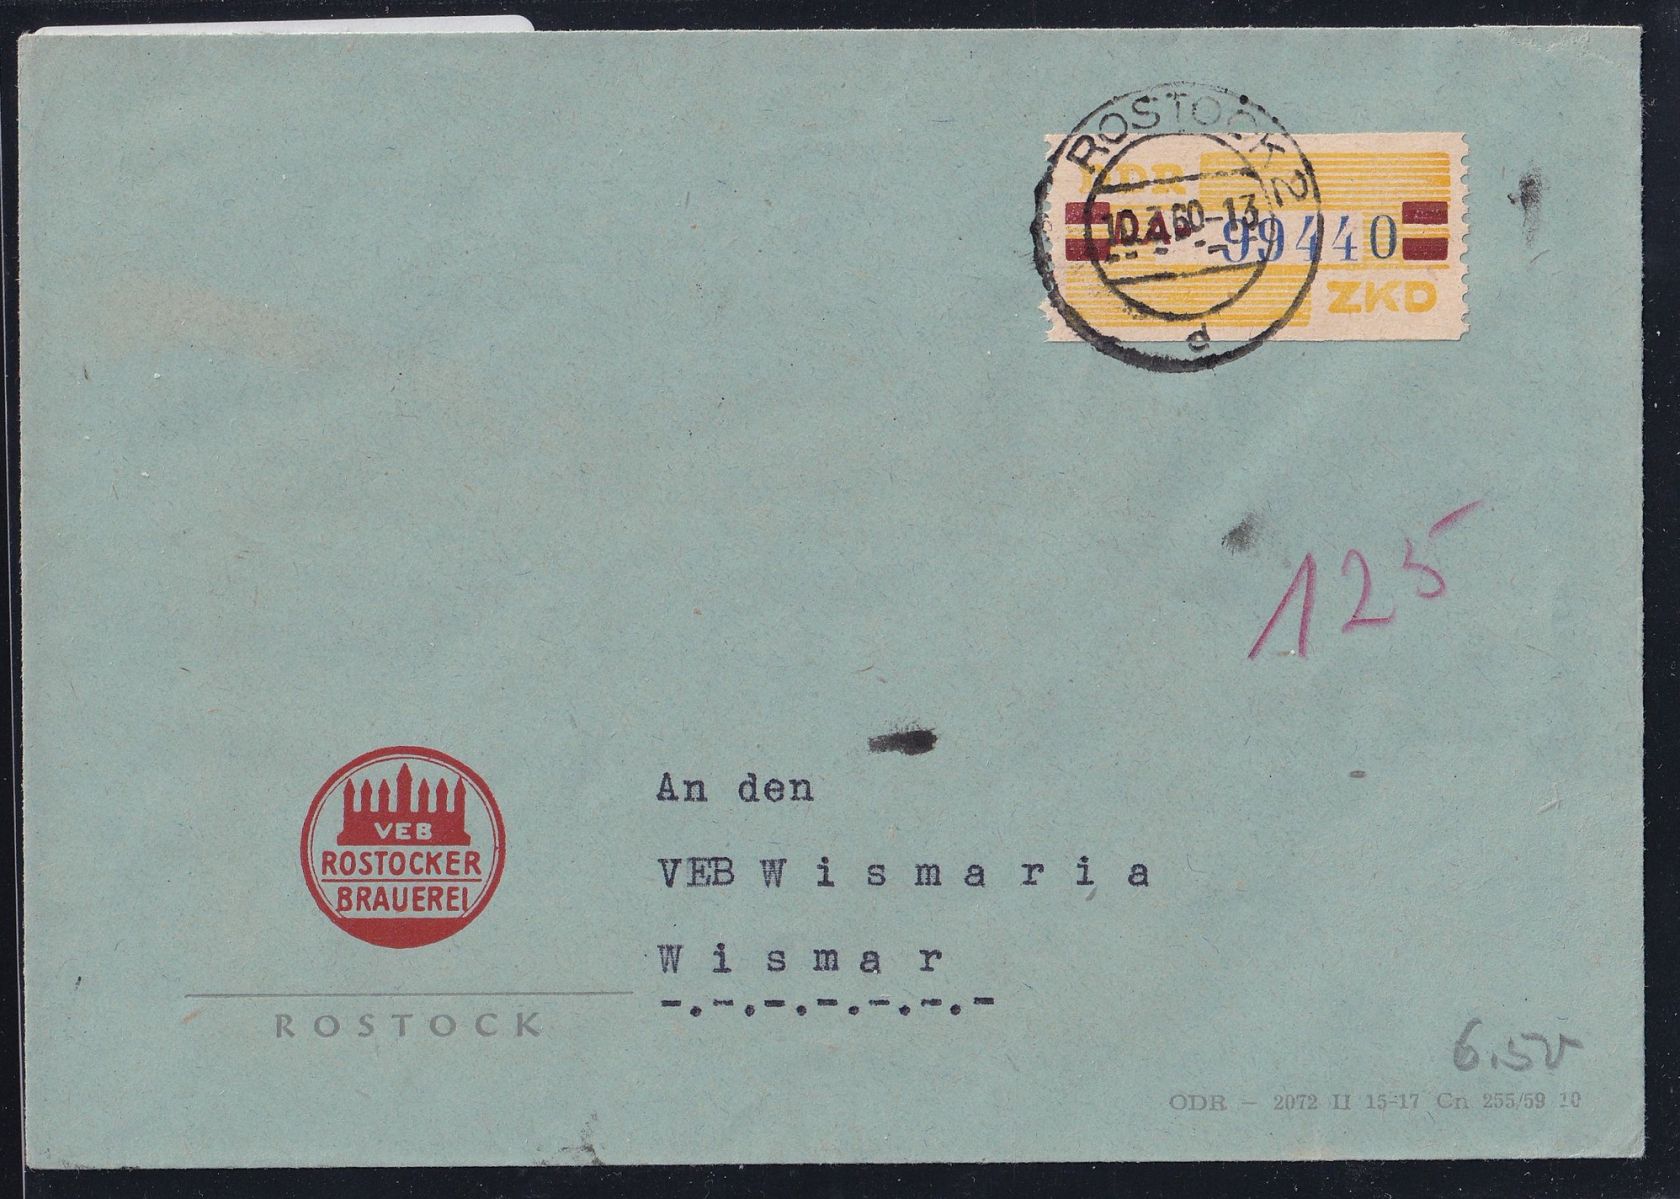 ROSTOCK 2
DDR
10.3.60-13
99440
ZKD
d
125
An den
VEB Wismaria
Wismar
-.-.-.-.-.-.-
VEB
ROSTOCKER
BRAUEREI
ROSTOCK
6.50
ODR - 2072 II 15-17 Cn 255/59 10